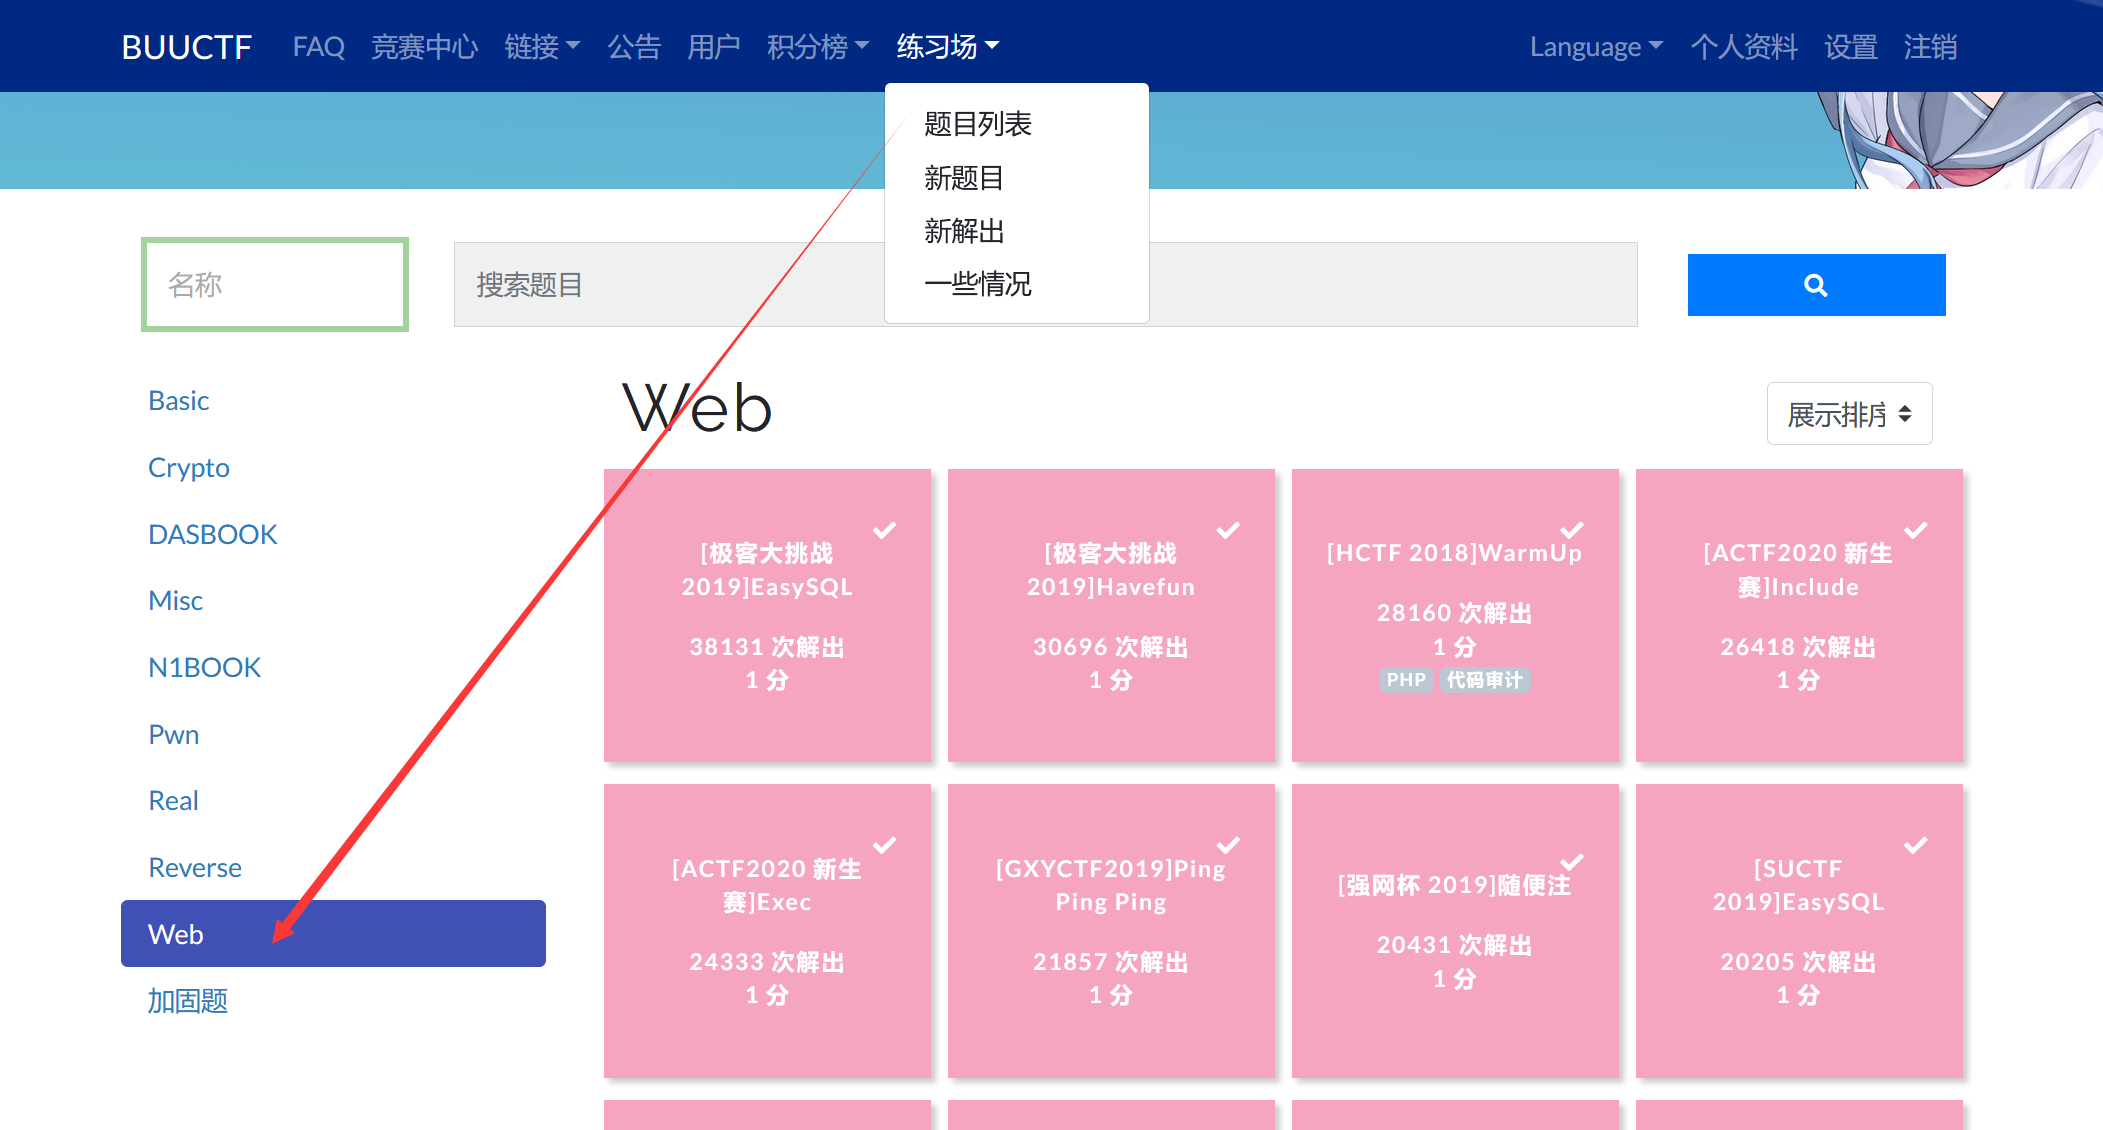 BUUCTF FAQ 竞赛中心 链接 公告 用户 积分榜 练习场 Language 个人资料 设置 注销
题目列表
新题目
新解出
一些情况
名称
搜索题目
Basic
Crypto
DASBOOK
Misc
N1BOOK
Pwn
Real
Reverse
Web
加固题
Web
展示排序
[极客大挑战
2019]EasySQL
38131 次解出
1 分
[极客大挑战
2019]Havefun
30696 次解出
1 分
[HCTF 2018]WarmUp
28160 次解出
1 分
PHP 代码审计
[ACTF2020 新生
赛]Include
26418 次解出
1 分
[ACTF2020 新生
赛]Exec
24333 次解出
1 分
[GXYCTF2019]Ping
Ping Ping
21857 次解出
1 分
[强网杯 2019]随便注
20431 次解出
1 分
[SUCTF
2019]EasySQL
20205 次解出
1 分